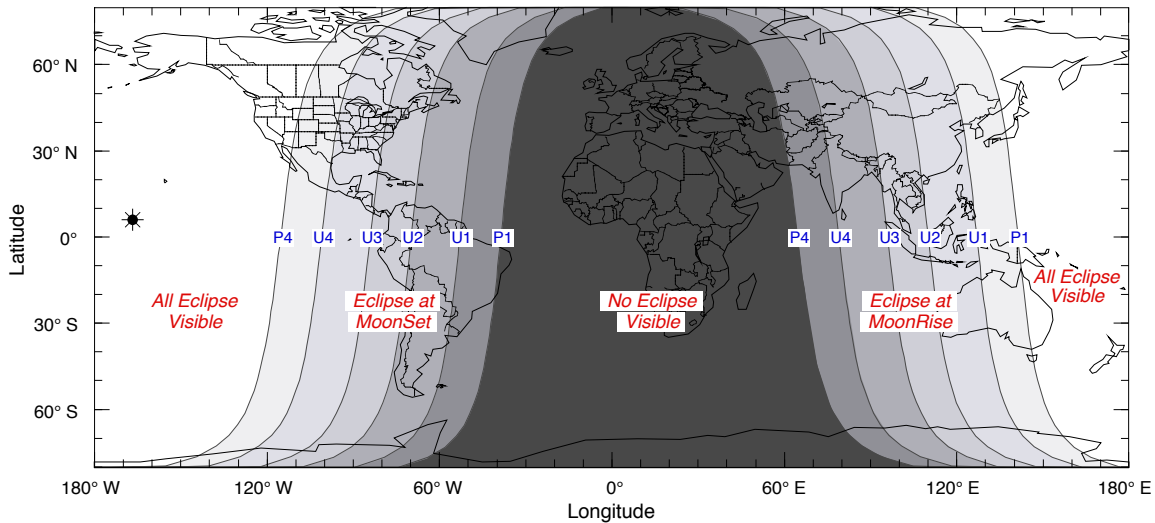 60° N
30° N
0°
30° S
60° S
Latitude
P4 U4 U3 U2 U1 P1 P4 U4 U3 U2 U1 P1
All Eclipse
Visible
Eclipse at
MoonSet
No Eclipse
Visible
Eclipse at
MoonRise
All Eclipse
Visible
180° W 120° W 60° W 0° 60° E 120° E 180° E
Longitude